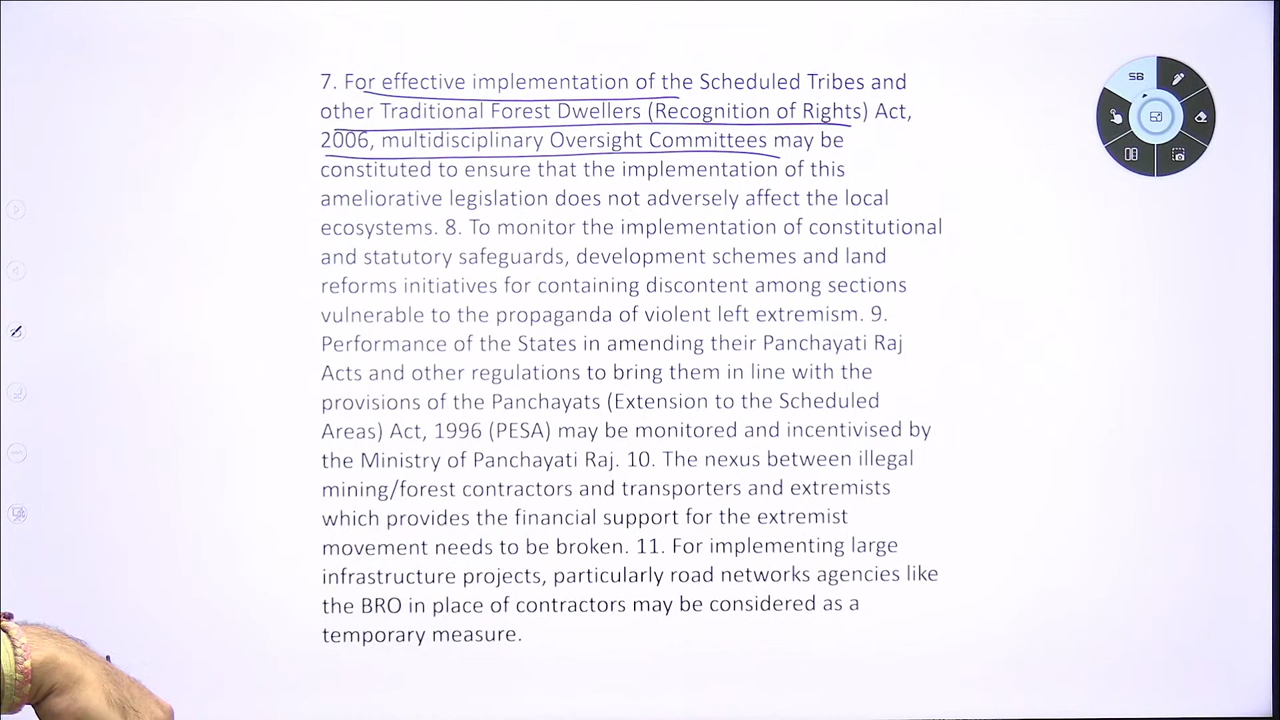 7. For effective implementation of the Scheduled Tribes and
other Traditional Forest Dwellers (Recognition of Rights) Act,
2006, multidisciplinary Oversight Committees may be
constituted to ensure that the implementation of this
ameliorative legislation does not adversely affect the local
ecosystems. 8. To monitor the implementation of constitutional
and statutory safeguards, development schemes and land
reforms initiatives for containing discontent among sections
vulnerable to the propaganda of violent left extremism. 9.
Performance of the States in amending their Panchayati Raj
Acts and other regulations to bring them in line with the
provisions of the Panchayats (Extension to the Scheduled
Areas) Act, 1996 (PESA) may be monitored and incentivised by
the Ministry of Panchayati Raj. 10. The nexus between illegal
mining/forest contractors and transporters and extremists
which provides the financial support for the extremist
movement needs to be broken. 11. For implementing large
infrastructure projects, particularly road networks agencies like
the BRO in place of contractors may be considered as a
temporary measure.
SB